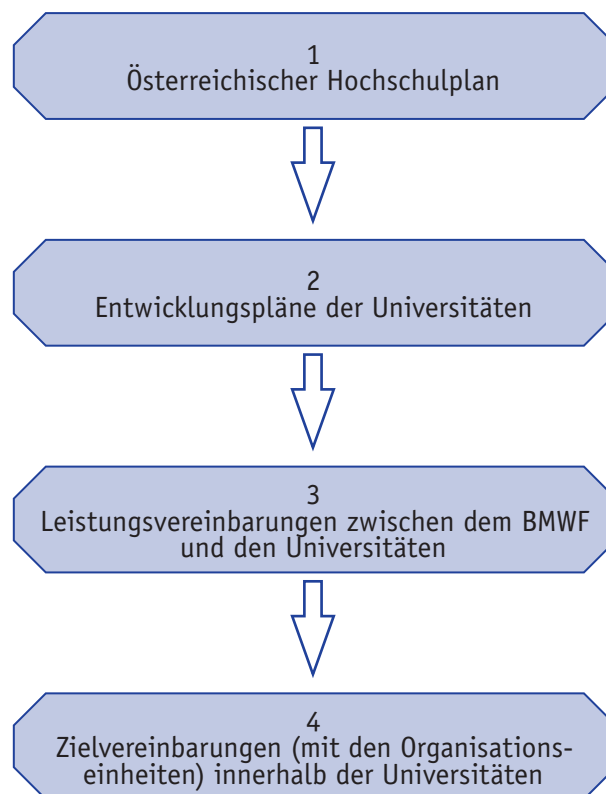 1
Österreichischer Hochschulplan
2
Entwicklungspläne der Universitäten
3
Leistungsvereinbarungen zwischen dem BMWF
und den Universitäten
4
Zielvereinbarungen (mit den Organisations-
einheiten) innerhalb der Universitäten